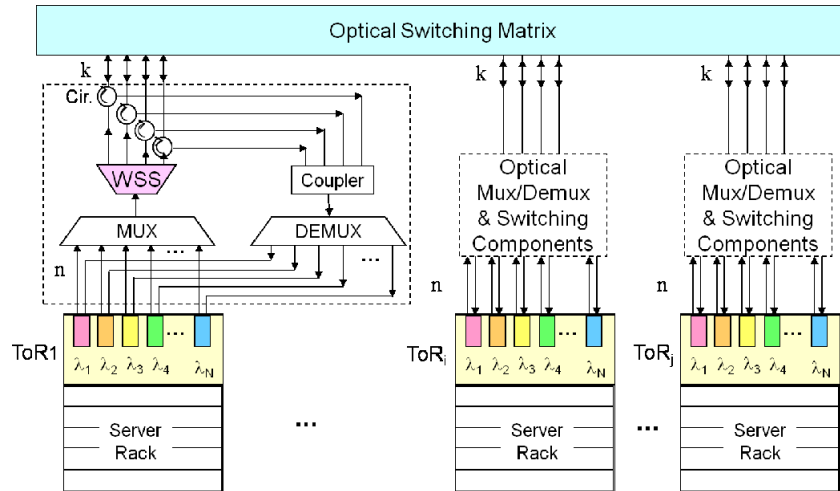 Optical Switching Matrix
k
k
k
Cir.
WSS
Coupler
MUX
DEMUX
...
...
n
Optical
Mux/Demux
& Switching
Components
n
Optical
Mux/Demux
& Switching
Components
n
ToR1
...
λ1 λ2 λ3 λ4 λN
ToRi
...
λ1 λ2 λ3 λ4 λN
ToRj
...
λ1 λ2 λ3 λ4 λN
Server
Rack
...
Server
Rack
...
Server
Rack